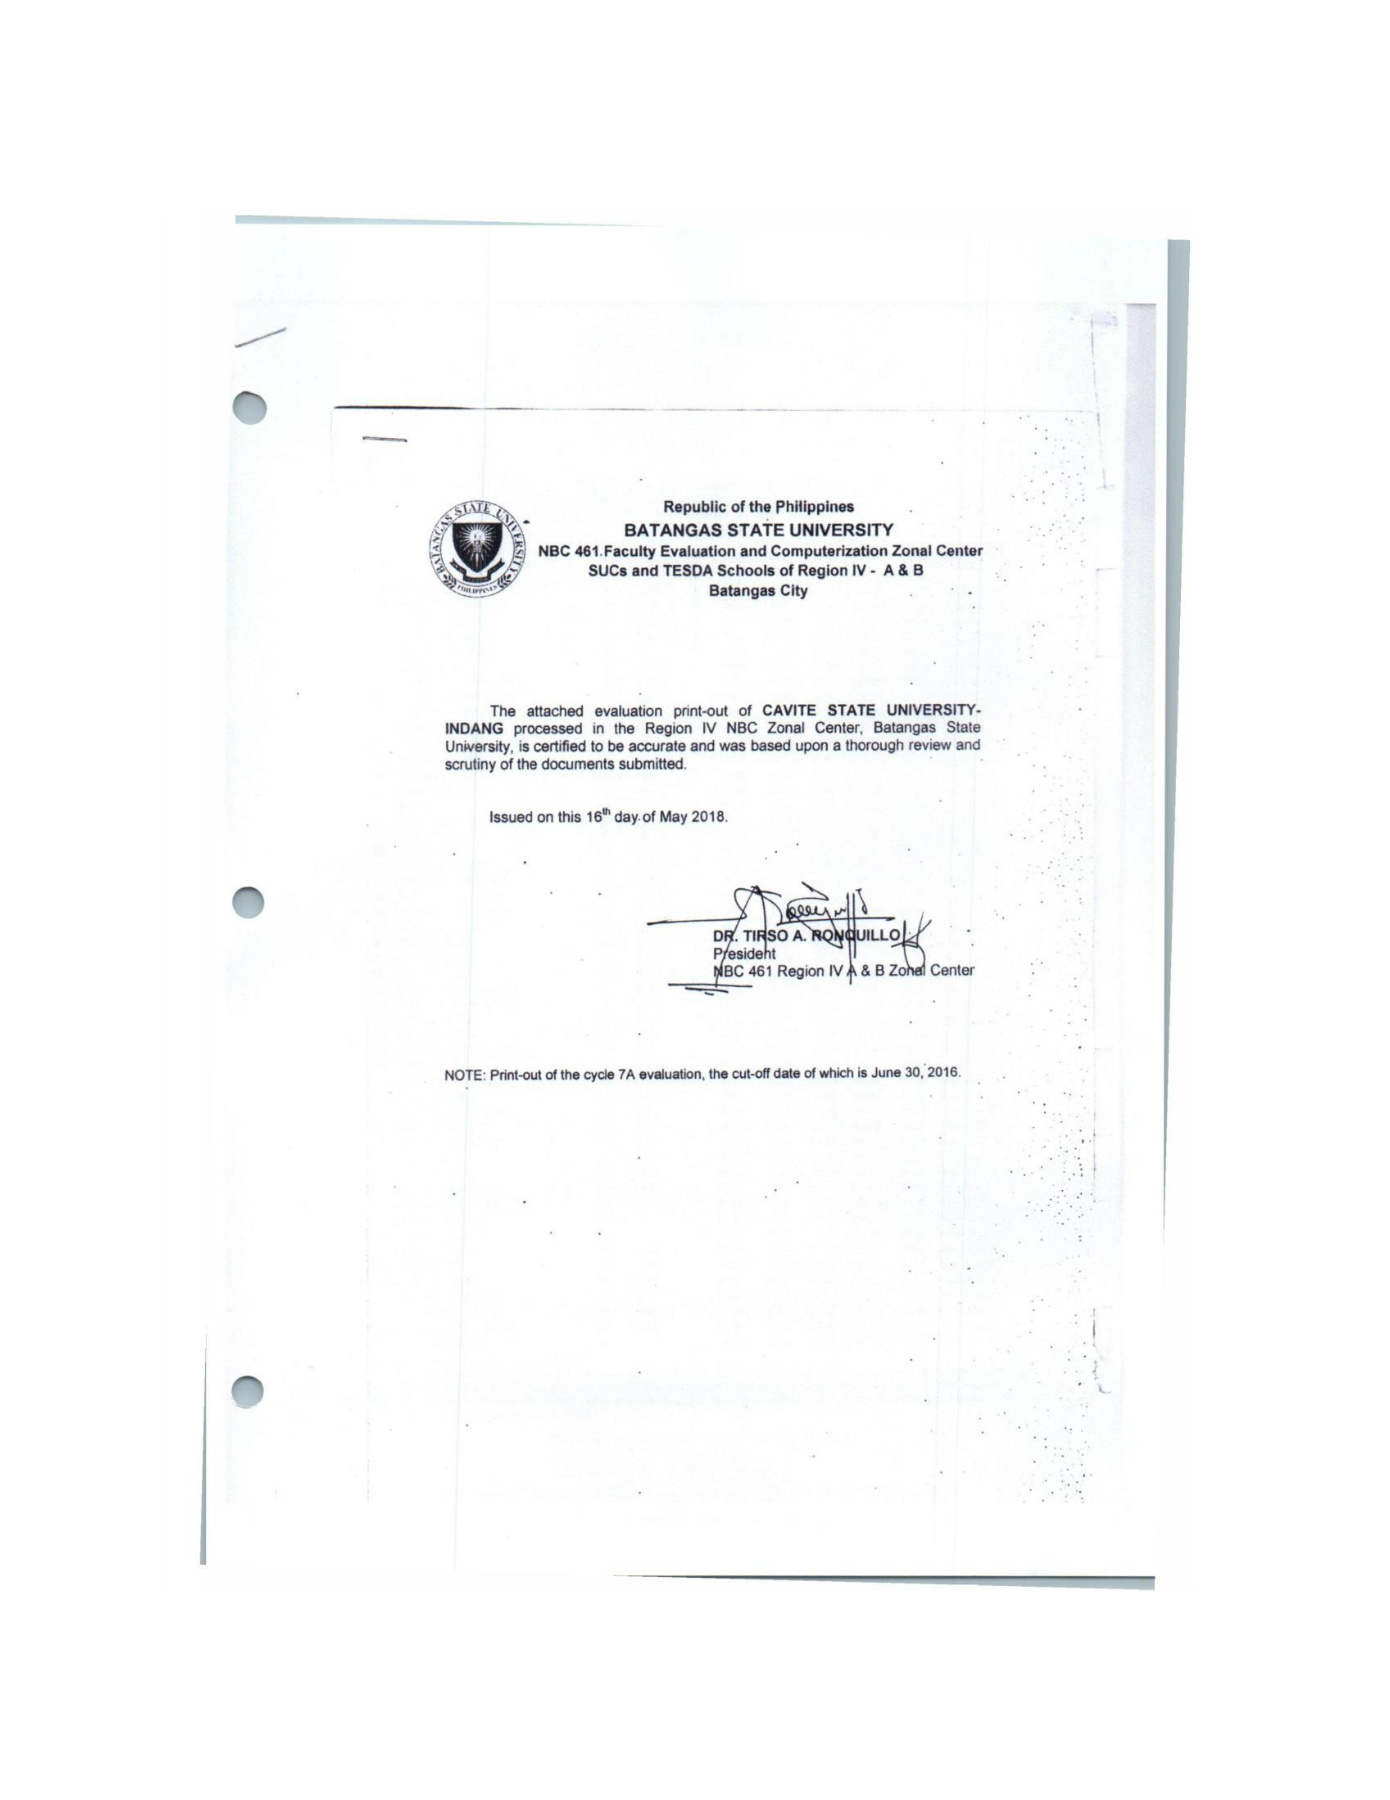 Republic of the Philippines
BATANGAS STATE UNIVERSITY
NBC 461 Faculty Evaluation and Computerization Zonal Center
SUCs and TESDA Schools of Region IV - A & B
Batangas City
BATANGAS STATE UNIVERSITY
PHILIPPINES
The attached evaluation print-out of CAVITE STATE UNIVERSITY-
INDANG processed in the Region IV NBC Zonal Center, Batangas State
University, is certified to be accurate and was based upon a thorough review and
scrutiny of the documents submitted.
Issued on this 16th day of May 2018.
DR. TIRSO A. RONQUILLO
President
NBC 461 Region IV A & B Zonal Center
NOTE: Print-out of the cycle 7A evaluation, the cut-off date of which is June 30, 2016.